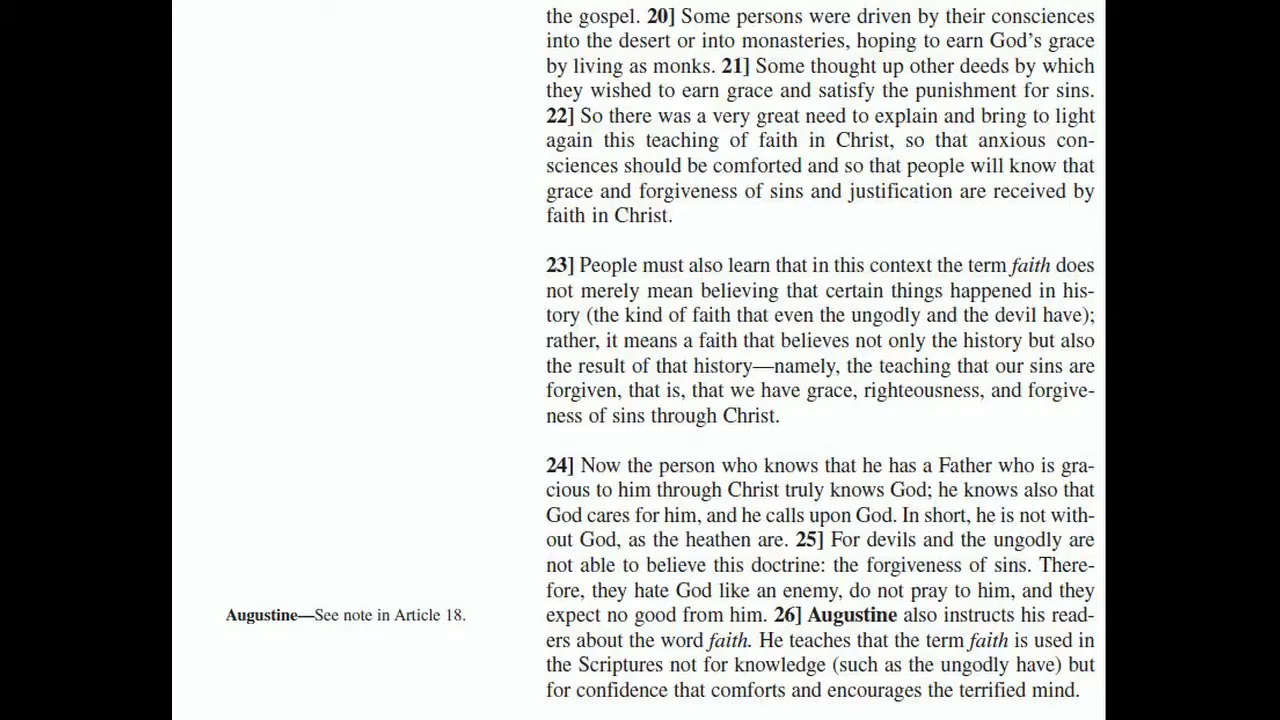 the gospel. 20] Some persons were driven by their consciences
into the desert or into monasteries, hoping to earn God’s grace
by living as monks. 21] Some thought up other deeds by which
they wished to earn grace and satisfy the punishment for sins.
22] So there was a very great need to explain and bring to light
again this teaching of faith in Christ, so that anxious con-
sciences should be comforted and so that people will know that
grace and forgiveness of sins and justification are received by
faith in Christ.
23] People must also learn that in this context the term faith does
not merely mean believing that certain things happened in his-
tory (the kind of faith that even the ungodly and the devil have);
rather, it means a faith that believes not only the history but also
the result of that history—namely, the teaching that our sins are
forgiven, that is, that we have grace, righteousness, and forgive-
ness of sins through Christ.
24] Now the person who knows that he has a Father who is gra-
cious to him through Christ truly knows God; he knows also that
God cares for him, and he calls upon God. In short, he is not with-
out God, as the heathen are. 25] For devils and the ungodly are
not able to believe this doctrine: the forgiveness of sins. There-
fore, they hate God like an enemy, do not pray to him, and they
expect no good from him. 26] Augustine also instructs his read-
ers about the word faith. He teaches that the term faith is used in
the Scriptures not for knowledge (such as the ungodly have) but
for confidence that comforts and encourages the terrified mind.
Augustine—See note in Article 18.